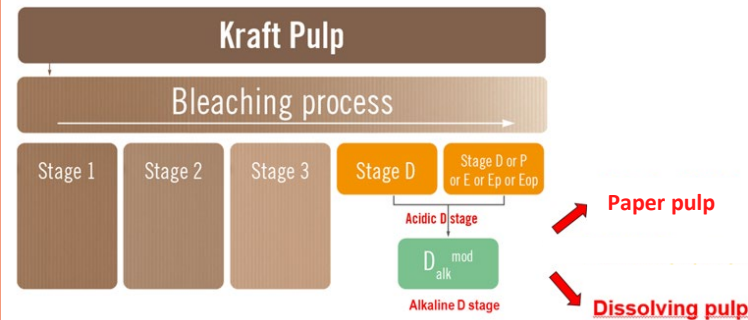 Kraft Pulp
Bleaching process
Stage 1
Stage 2
Stage 3
Stage D
Stage D or P
or E or Ep or Eop
Acidic D stage
D alk mod
Alkaline D stage
Paper pulp
Dissolving pulp